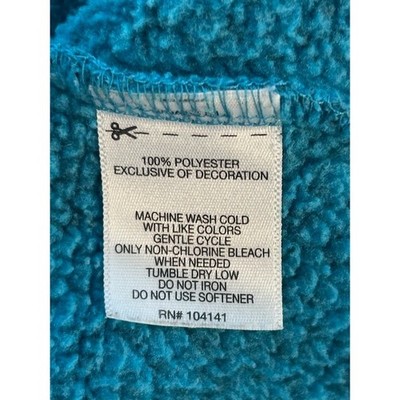 100% POLYESTER
EXCLUSIVE OF DECORATION
MACHINE WASH COLD
WITH LIKE COLORS
GENTLE CYCLE
ONLY NON-CHLORINE BLEACH
WHEN NEEDED
TUMBLE DRY LOW
DO NOT IRON
DO NOT USE SOFTENER
RN# 104141